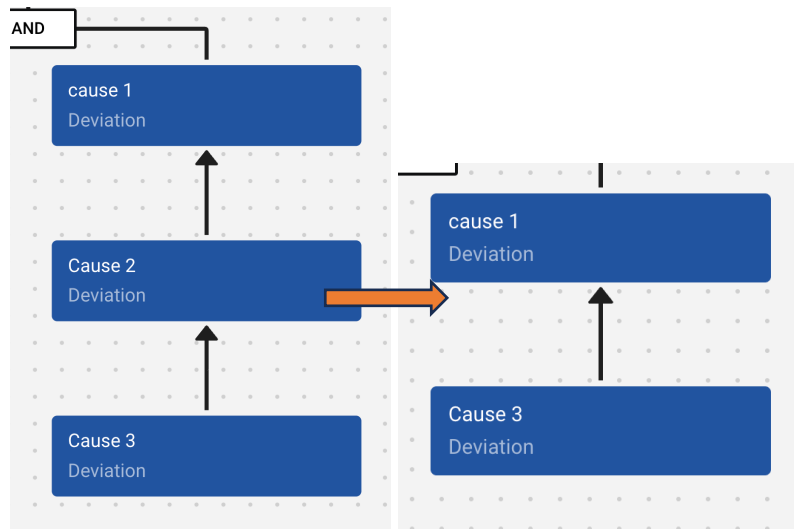 AND
cause 1
Deviation
Cause 2
Deviation
Cause 3
Deviation
cause 1
Deviation
Cause 3
Deviation